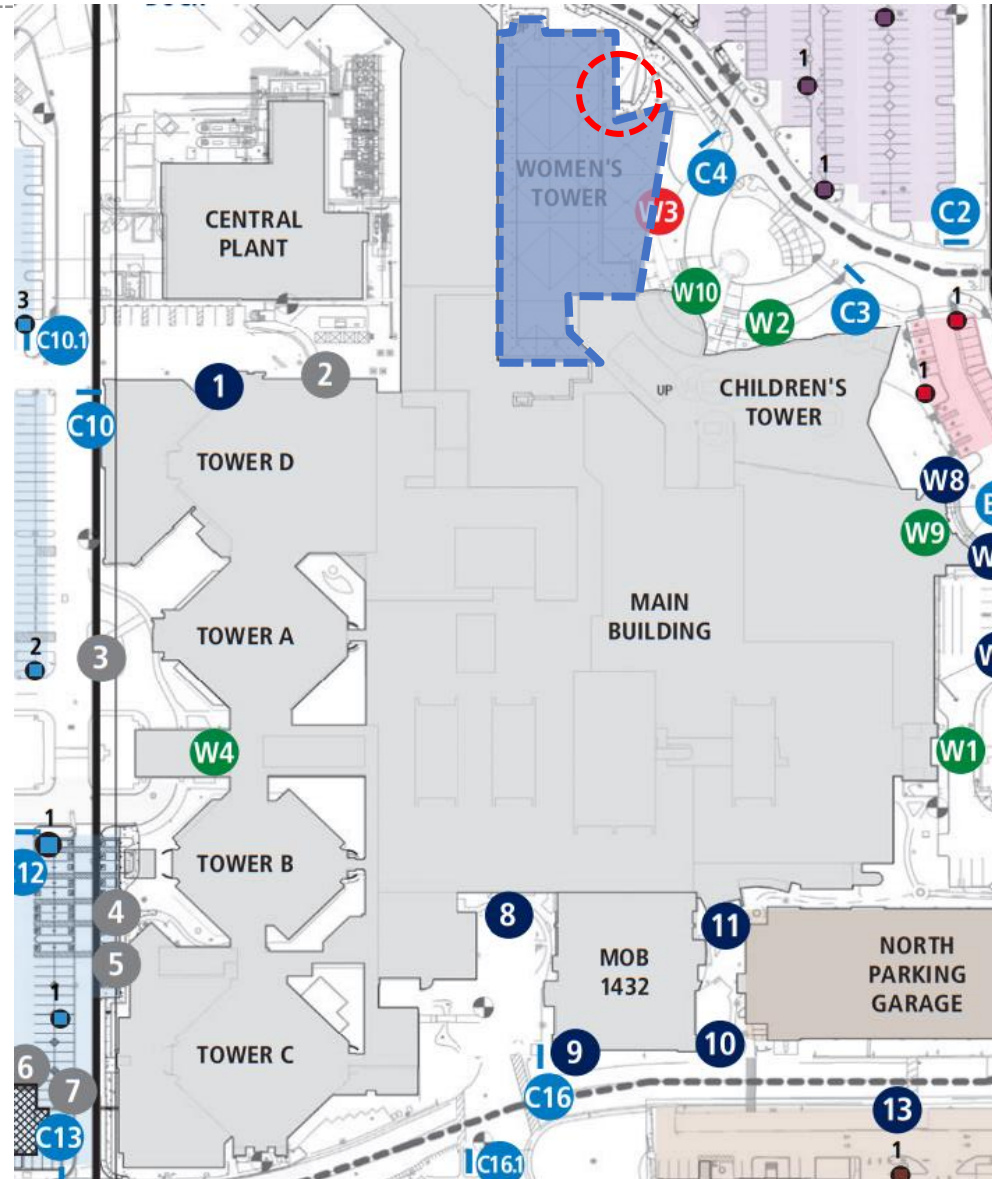 C4
WOMEN'S
TOWER
CENTRAL
PLANT
W3
C2
1
1
W10
W2
C3
1
3
C10.1
1
2
C10
UP
CHILDREN'S
TOWER
1
TOWER D
W8
W9
MAIN
BUILDING
TOWER A
3
2
W4
W1
1
C12
TOWER B
4
8
11
5
MOB
1432
NORTH
PARKING
GARAGE
1
TOWER C
9
10
6
7
C16
13
C13
C16.1
1